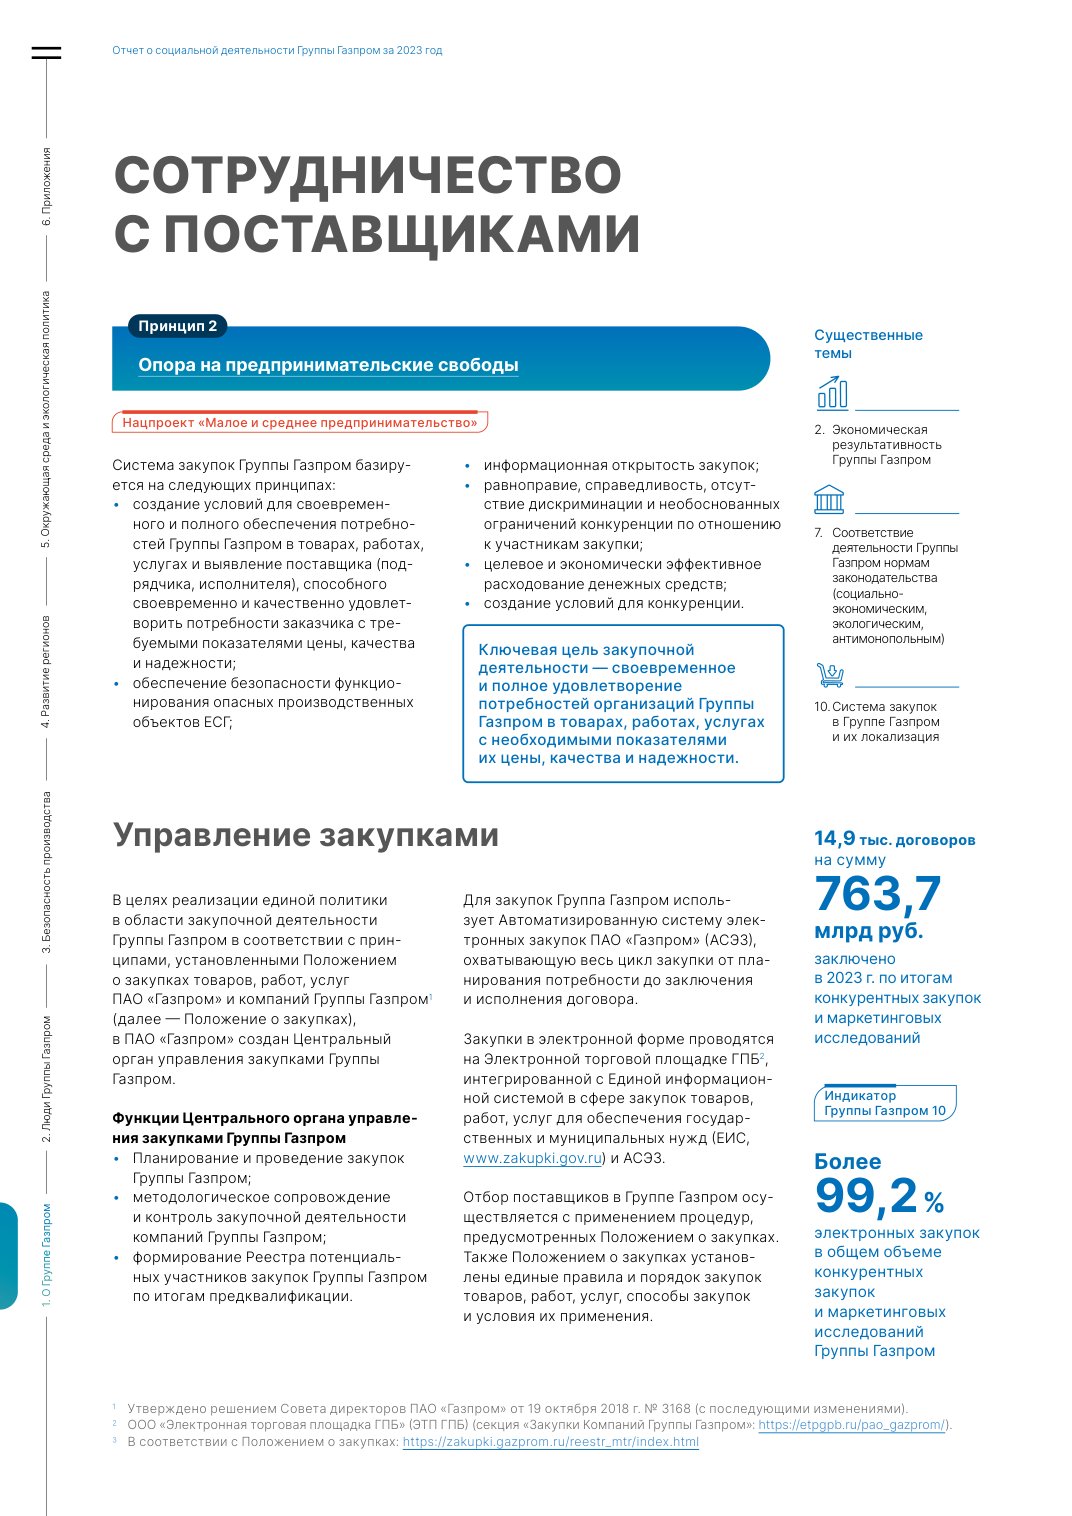 Отчет о социальной деятельности Группы Газпром за 2023 год
6. Приложения
5. Окружающая среда и экологическая политика
4. Развитие регионов
3. Безопасность производства
2. Люди Группы Газпром
1. О Группе Газпром
СОТРУДНИЧЕСТВО
С ПОСТАВЩИКАМИ
Принцип 2
Опора на предпринимательские свободы
Нацпроект «Малое и среднее предпринимательство»
Система закупок Группы Газпром базиру-
ется на следующих принципах:
• создание условий для своевремен-
ного и полного обеспечения потребно-
стей Группы Газпром в товарах, работах,
услугах и выявление поставщика (под-
рядчика, исполнителя), способного
своевременно и качественно удовлет-
ворить потребности заказчика с тре-
буемыми показателями цены, качества
и надежности;
• обеспечение безопасности функцио-
нирования опасных производственных
объектов ЕСГ;
• информационная открытость закупок;
• равноправие, справедливость, отсут-
ствие дискриминации и необоснованных
ограничений конкуренции по отношению
к участникам закупки;
• целевое и экономически эффективное
расходование денежных средств;
• создание условий для конкуренции.
Ключевая цель закупочной
деятельности — своевременное
и полное удовлетворение
потребностей организаций Группы
Газпром в товарах, работах, услугах
с необходимыми показателями
их цены, качества и надежности.
Существенные
темы
2. Экономическая
результативность
Группы Газпром
7. Соответствие
деятельности Группы
Газпром нормам
законодательства
(социально-
экономическим,
экологическим,
антимонопольным)
10. Система закупок
в Группе Газпром
и их локализация
Управление закупками
В целях реализации единой политики
в области закупочной деятельности
Группы Газпром в соответствии с прин-
ципами, установленными Положением
о закупках товаров, работ, услуг
ПАО «Газпром» и компаний Группы Газпром1
(далее — Положение о закупках),
в ПАО «Газпром» создан Центральный
орган управления закупками Группы
Газпром.
Функции Центрального органа управле-
ния закупками Группы Газпром
• Планирование и проведение закупок
Группы Газпром;
• методологическое сопровождение
и контроль закупочной деятельности
компаний Группы Газпром;
• формирование Реестра потенциаль-
ных участников закупок Группы Газпром
по итогам предквалификации.
Для закупок Группа Газпром исполь-
зует Автоматизированную систему элек-
тронных закупок ПАО «Газпром» (АСЭЗ),
охватывающую весь цикл закупки от пла-
нирования потребности до заключения
и исполнения договора.
Закупки в электронной форме проводятся
на Электронной торговой площадке ГПБ2,
интегрированной с Единой информацион-
ной системой в сфере закупок товаров,
работ, услуг для обеспечения государ-
ственных и муниципальных нужд (ЕИС,
www.zakupki.gov.ru) и АСЭЗ.
Отбор поставщиков в Группе Газпром осу-
ществляется с применением процедур,
предусмотренных Положением о закупках.
Также Положением о закупках установ-
лены единые правила и порядок закупок
товаров, работ, услуг, способы закупок
и условия их применения.
14,9 тыс. договоров
на сумму
763,7
млрд руб.
заключено
в 2023 г. по итогам
конкурентных закупок
и маркетинговых
исследований
Индикатор
Группы Газпром 10
Более
99,2 %
электронных закупок
в общем объеме
конкурентных
закупок
и маркетинговых
исследований
Группы Газпром
1 Утверждено решением Совета директоров ПАО «Газпром» от 19 октября 2018 г. № 3168 (с последующими изменениями).
2 ООО «Электронная торговая площадка ГПБ» (ЭТП ГПБ) (секция «Закупки Компаний Группы Газпром»: https://etpgpb.ru/pao_gazprom/).
3 В соответствии с Положением о закупках: https://zakupki.gazprom.ru/reestr_mtr/index.html